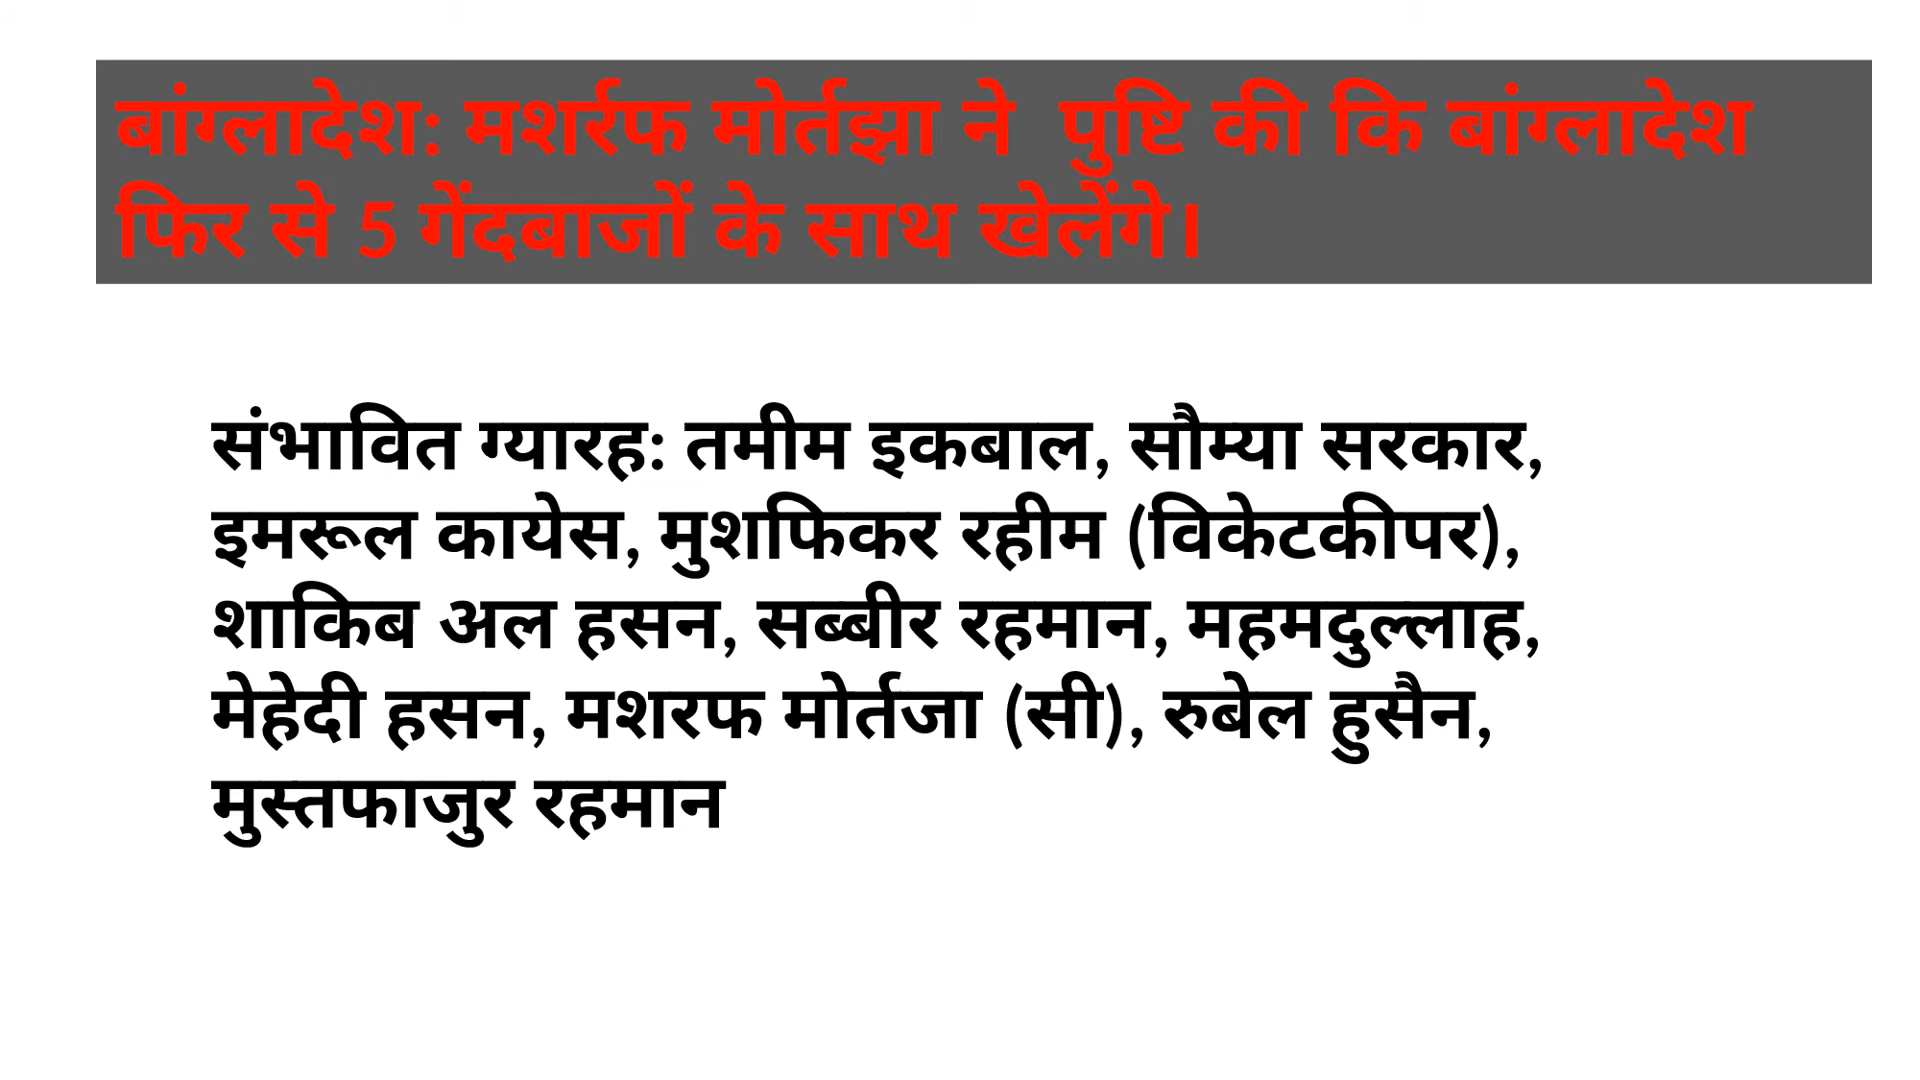 बांग्लादेश: मशर्रफ मोर्तझा ने  पुष्टि की कि बांग्लादेश
फिर से 5 गेंदबाजों के साथ खेलेंगे।
संभावित ग्यारह: तमीम इकबाल, सौम्या सरकार,
इमरूल कायेस, मुशफिकर रहीम (विकेटकीपर),
शाकिब अल हसन, सब्बीर रहमान, महमदुल्लाह,
मेहेदी हसन, मशरफ मोर्तजा (सी), रुबेल हुसैन,
मुस्तफाजुर रहमान